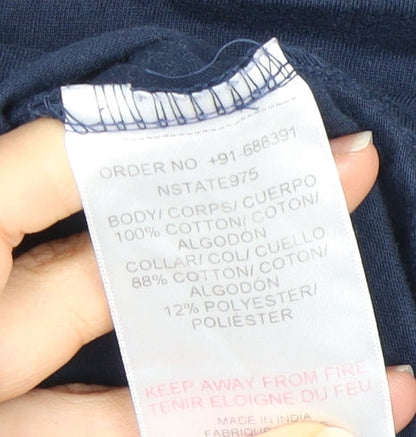 ORDER NO +91-688391
NSTATE975
BODY/ CORPS/ CUERPO
100% COTTON/ COTON/
ALGODÓN
COLLAR/ COL/ CUELLO
88% COTTON/ COTON/
ALGODÓN
12% POLYESTER/
POLIÉSTER
KEEP AWAY FROM FIRE
TENIR ELOIGNE DU FEU
MADE IN INDIA